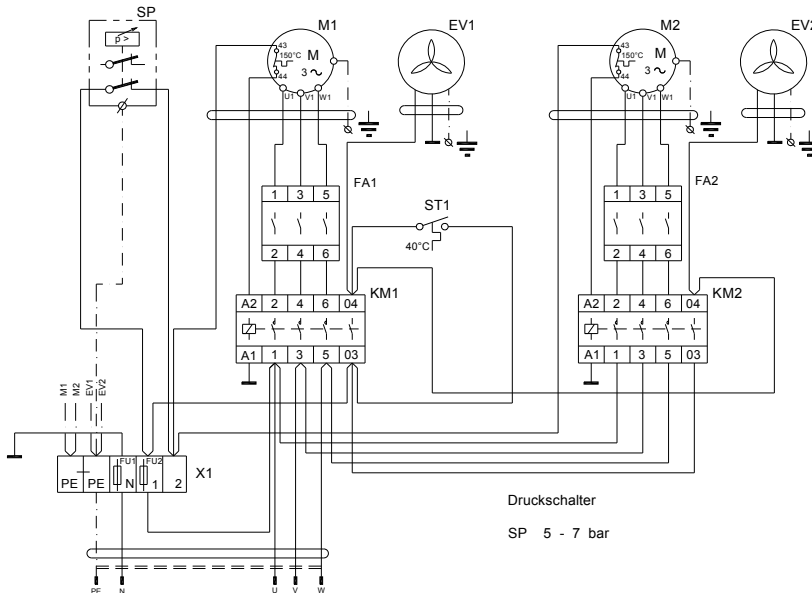 SP
p >
M1
43
150°C
44
M
3
U1
V1
W1
EV1
M2
43
150°C
44
M
3
U1
V1
W1
EV2
FA1
1 3 5
2 4 6
ST1
40°C
FA2
1 3 5
2 4 6
KM1
A2 2 4 6 04
A1 1 3 5 03
KM2
A2 2 4 6 04
A1 1 3 5 03
M1
M2
EV1
EV2
FU1
FU2
PE PE N 1 2
X1
Druckschalter
SP 5 - 7 bar
PE N U V W